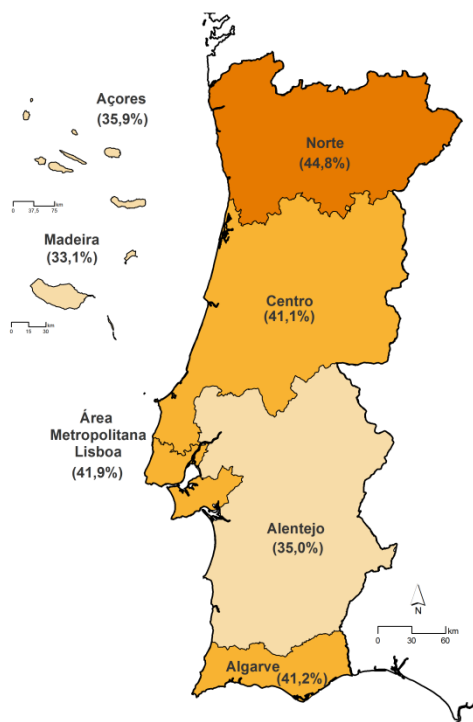 Açores
(35,9%)
Norte
(44,8%)
0 37,5 75
km
Madeira
(33,1%)
Centro
(41,1%)
0 15 30
km
Área
Metropolitana
Lisboa
(41,9%)
Alentejo
(35,0%)
N
km
0 30 60
Algarve
(41,2%)